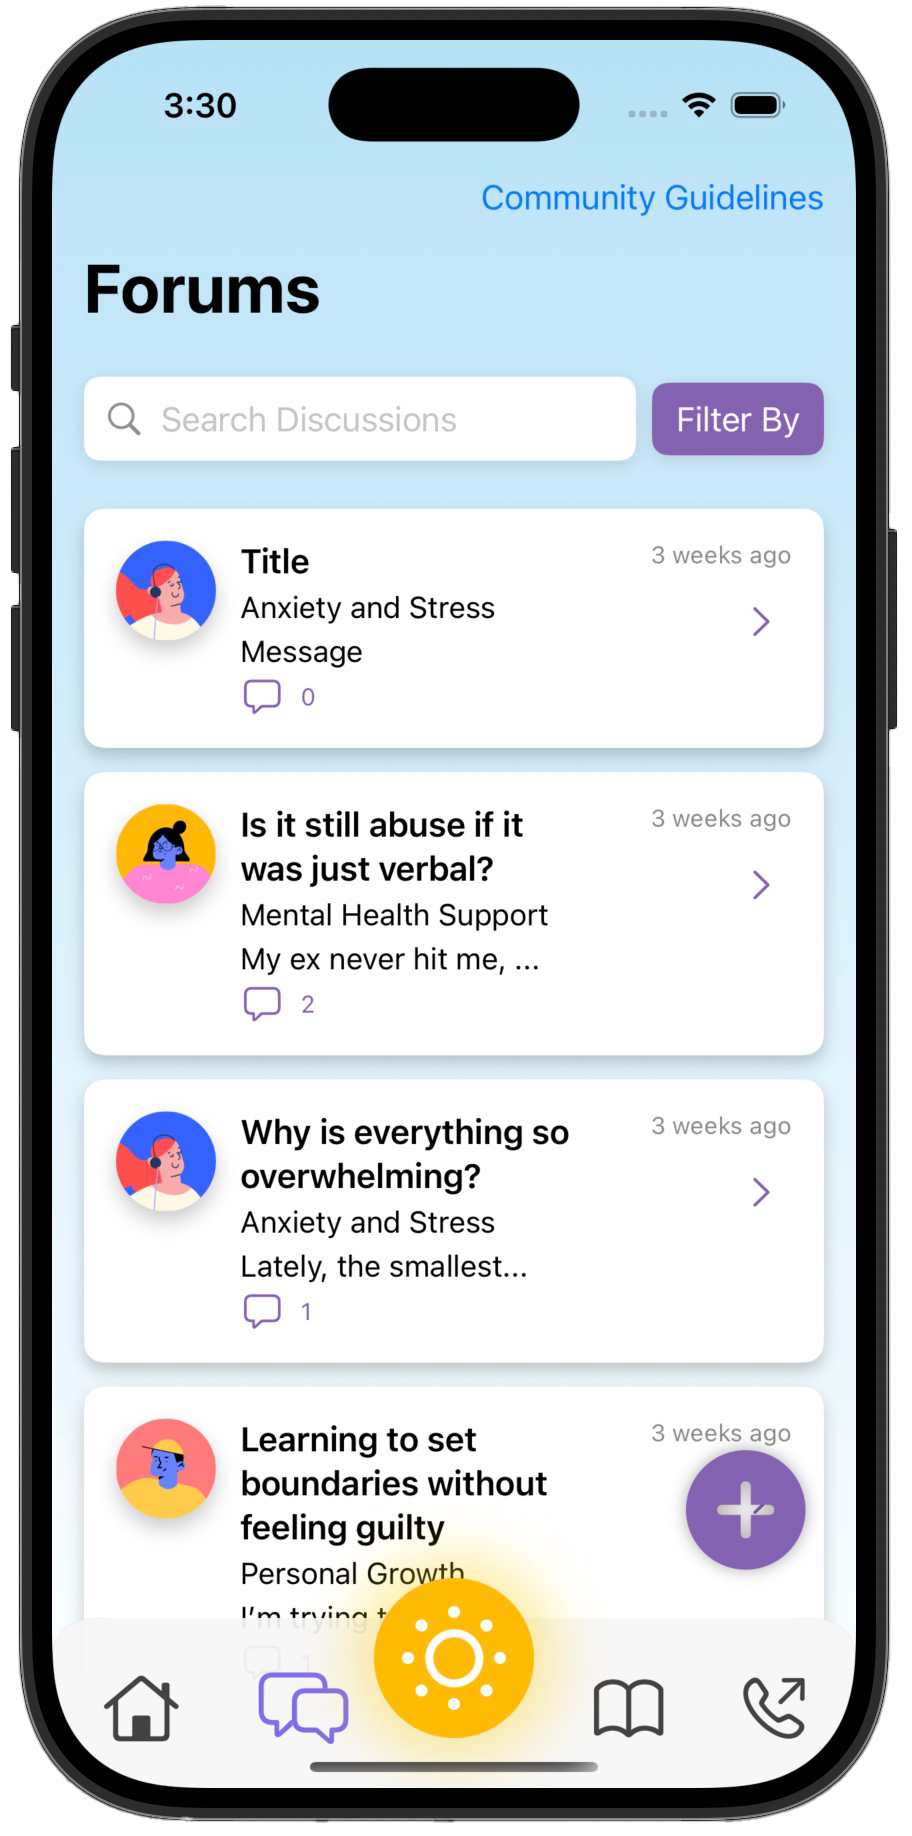 3:30
Community Guidelines
Forums
Search Discussions
Filter By
Title
3 weeks ago
Anxiety and Stress
Message
0
Is it still abuse if it
was just verbal?
3 weeks ago
Mental Health Support
My ex never hit me, ...
2
Why is everything so
overwhelming?
3 weeks ago
Anxiety and Stress
Lately, the smallest...
1
Learning to set
boundaries without
feeling guilty
3 weeks ago
Personal Growth
I'm trying
1